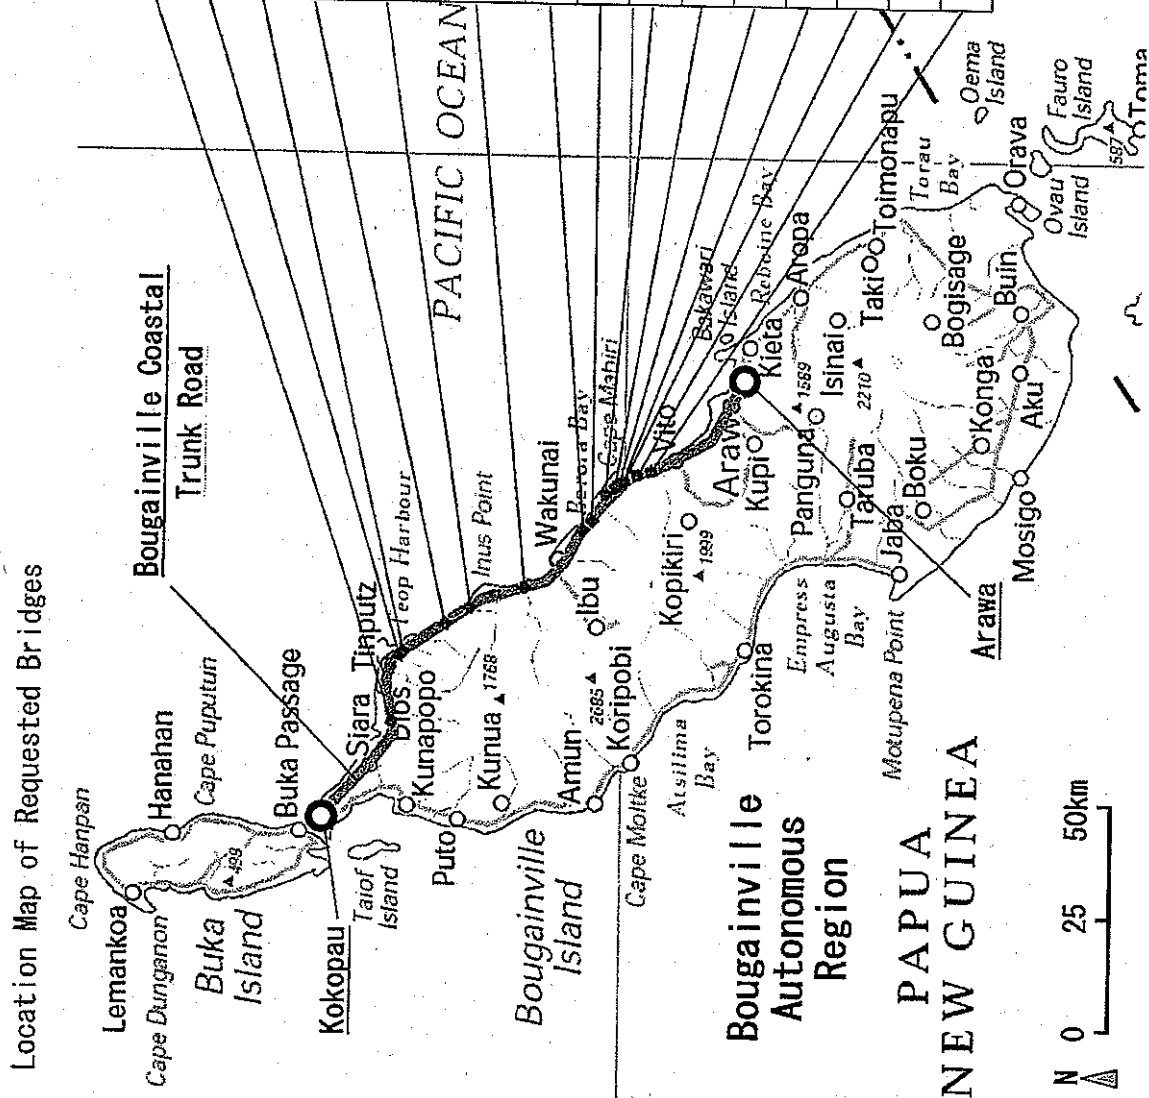 Location Map of Requested Bridges
Bougainville Coastal
Trunk Road
PACIFIC OCEAN
Cape Hanpan
Lemankoa
Hanahan
Cape Dunganon
Cape Puputun
499
Buka
Island
Buka Passage
Kokopau
Taiof
Island
Siara
Tinputz
Dios
Teop Harbour
Kunapopo
Puto
Inus Point
Kunua
1768
Wakunai
Bougainville
Island
Amun
Ibu
2685
Koripobi
Cape Moltke
Cape Mabiri
Vito
Kopikiri
1999
Atsilima
Bay
Torokina
Arawa
Kupi
Kieta
Bakawari
Island
Reboine Bay
Aropa
Panguna
1589
Isinai
2210
Empress
Augusta
Bay
Taruba
Taki
Toimonapu
Torau
Bay
Jaba
Boku
Bogisage
Motupena Point
Konga
Buin
Aku
Mosigo
Arawa
Orava
Ovau
Island
Oema
Island
Fauro
Island
587
Bougainville
Autonomous
Region
PAPUA
NEW GUINEA
N
0 25 50km